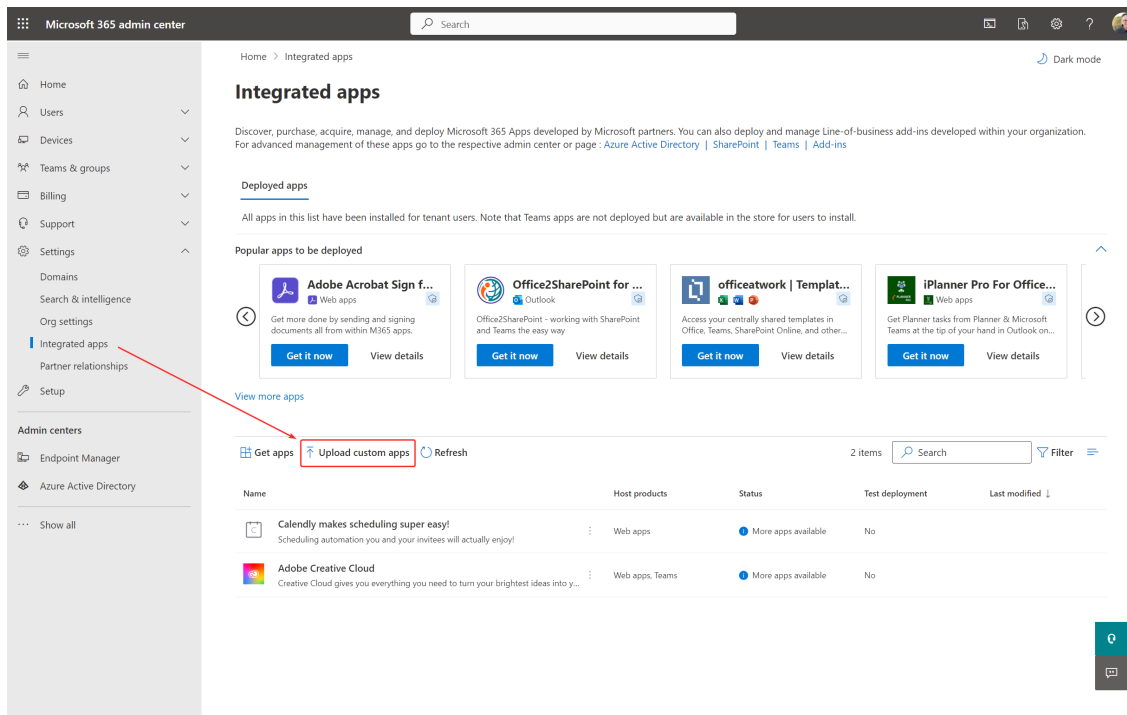 Microsoft 365 admin center
Search
Home
Users
Devices
Teams & groups
Billing
Support
Settings
Domains
Search & intelligence
Org settings
Integrated apps
Partner relationships
Setup
Admin centers
Endpoint Manager
Azure Active Directory
Show all
Home > Integrated apps
Dark mode
Integrated apps
Discover, purchase, acquire, manage, and deploy Microsoft 365 Apps developed by Microsoft partners. You can also deploy and manage Line-of-business add-ins developed within your organization.
For advanced management of these apps go to the respective admin center or page : Azure Active Directory | SharePoint | Teams | Add-ins
Deployed apps
All apps in this list have been installed for tenant users. Note that Teams apps are not deployed but are available in the store for users to install.
Popular apps to be deployed
Adobe Acrobat Sign f...
Web apps
Get more done by sending and signing
documents all from within M365 apps.
Get it now View details
Office2SharePoint for ...
Outlook
Office2SharePoint - working with SharePoint
and Teams the easy way
Get it now View details
officeatwork | Templat...
Access your centrally shared templates in
Office, Teams, SharePoint Online, and other...
Get it now View details
iPlanner Pro For Office...
Web apps
Get Planner tasks from Planner & Microsoft
Teams at the tip of your hand in Outlook on...
Get it now View details
View more apps
Get apps Upload custom apps Refresh 2 items Search Filter
Name Host products Status Test deployment Last modified ↓
Calendly makes scheduling super easy!
Scheduling automation you and your invitees will actually enjoy!
Web apps More apps available No
Adobe Creative Cloud
Creative Cloud gives you everything you need to turn your brightest ideas into y...
Web apps, Teams More apps available No